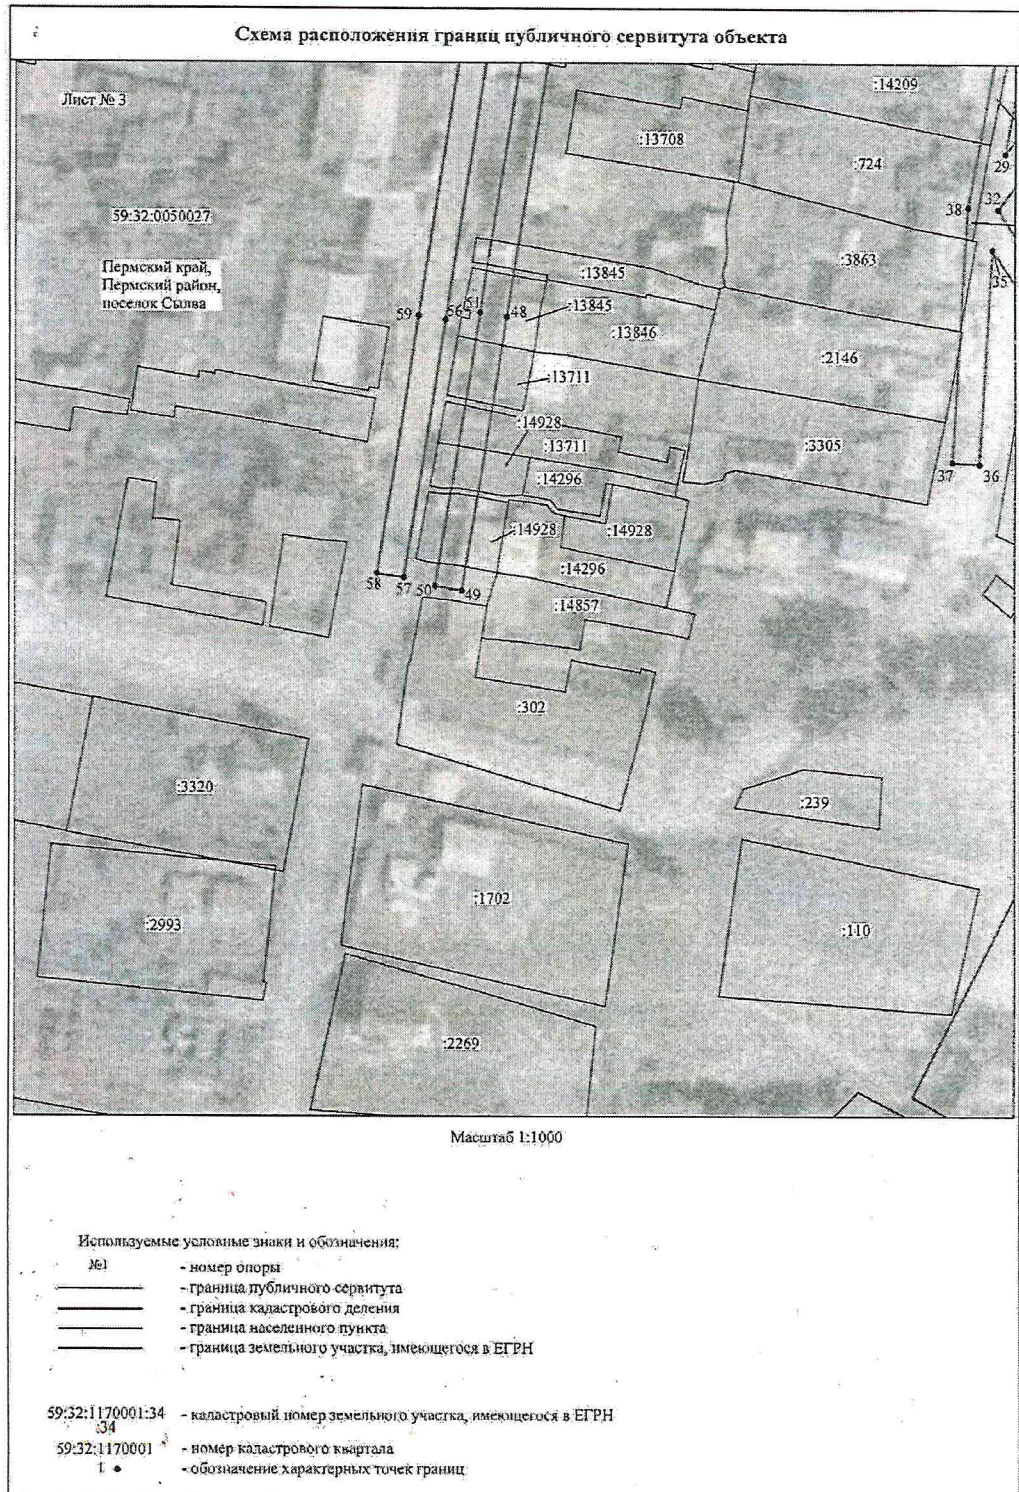 Схема расположения границ публичного сервитута объекта
Лист № 3
:14209
:13708
:724
29
38
32
59:32:0050027
:3863
35
Пермский край,
Пермский район,
поселок Сылва
:13845
:13845
59
56
51
48
:13846
:2146
:13711
:14928
:13711
:3305
:14296
37
36
:14928
:14928
58
57
50
49
:14296
:14857
:302
:3320
:239
:1702
:2993
:110
:2269
Масштаб 1:1000
Используемые условные знаки и обозначения:
№1 - номер опоры
- граница публичного сервитута
- граница кадастрового деления
- граница населенного пункта
- граница земельного участка, имеющегося в ЕГРН
59:32:1170001:34 - кадастровый номер земельного участка, имеющегося в ЕГРН
:34
59:32:1170001 - номер кадастрового квартала
1 • - обозначение характерных точек границ